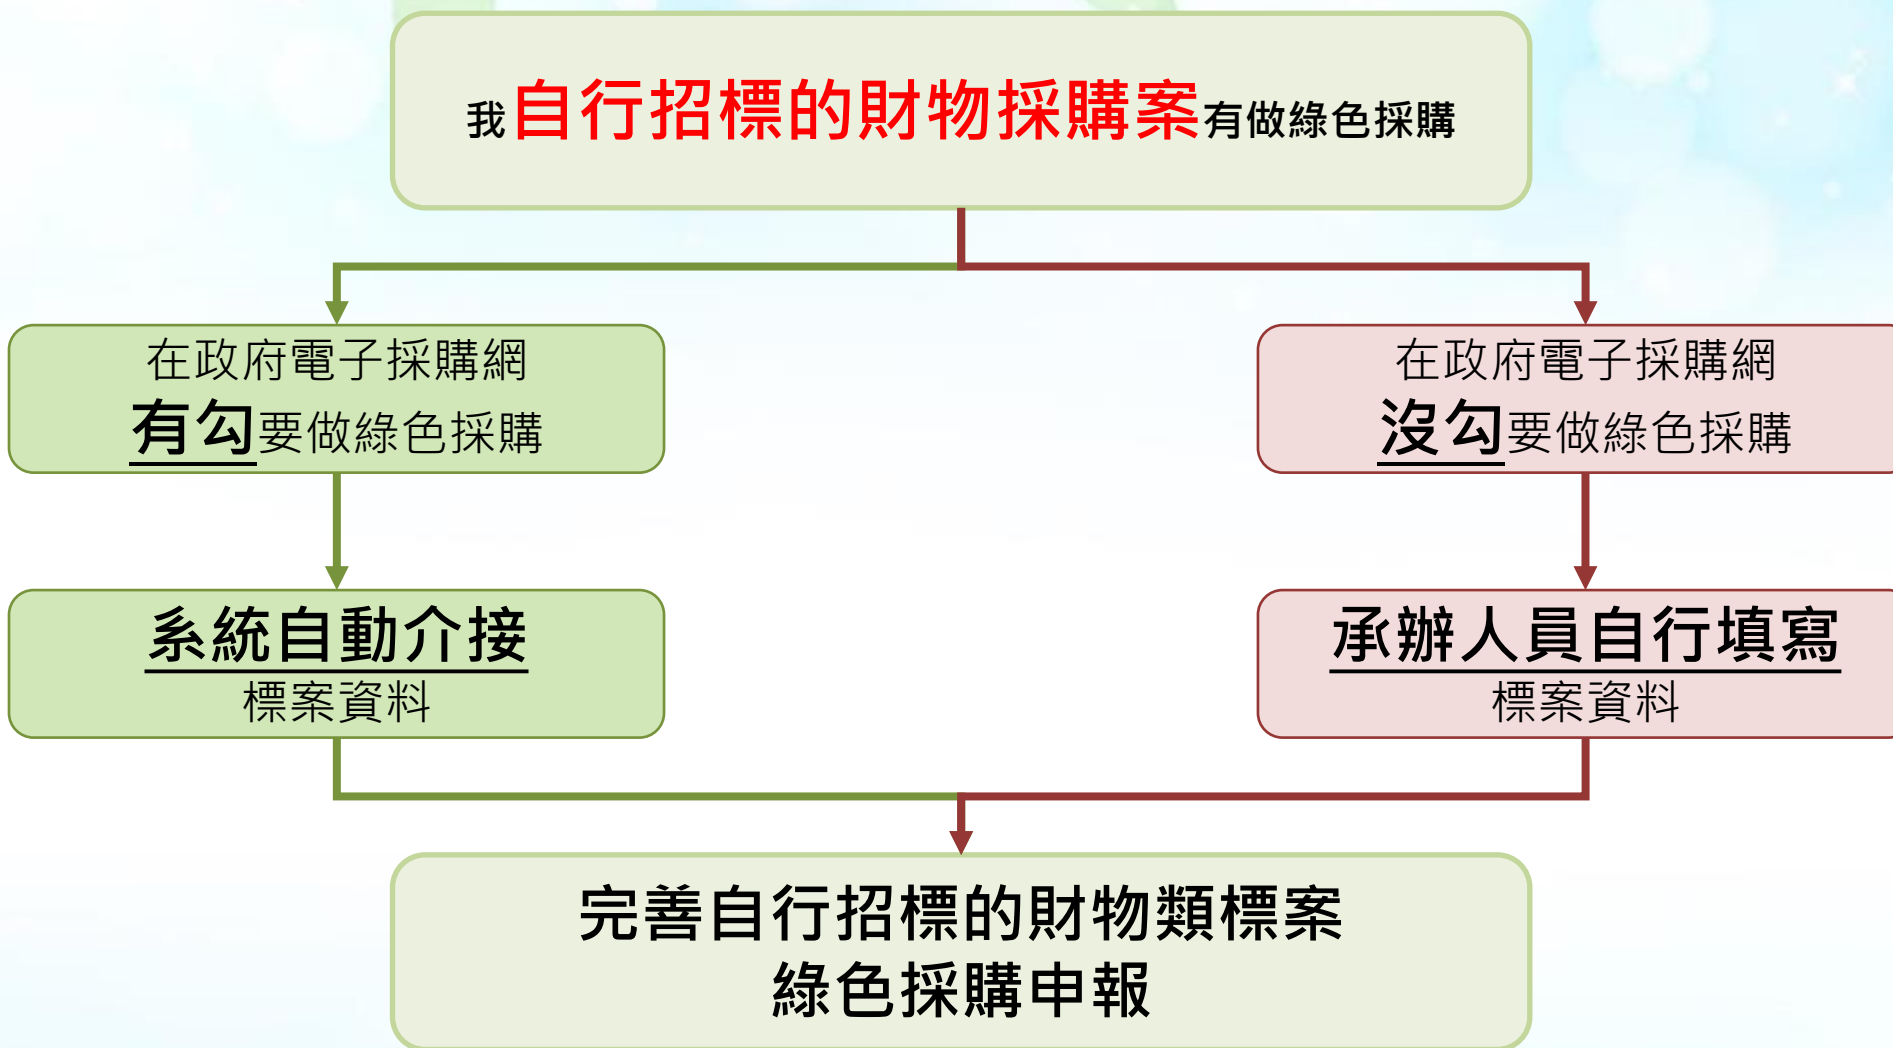 我自行招標的財物採購案有做綠色採購
在政府電子採購網
有勾要做綠色採購
在政府電子採購網
沒勾要做綠色採購
系統自動介接
標案資料
承辦人員自行填寫
標案資料
完善自行招標的財物類標案
綠色採購申報